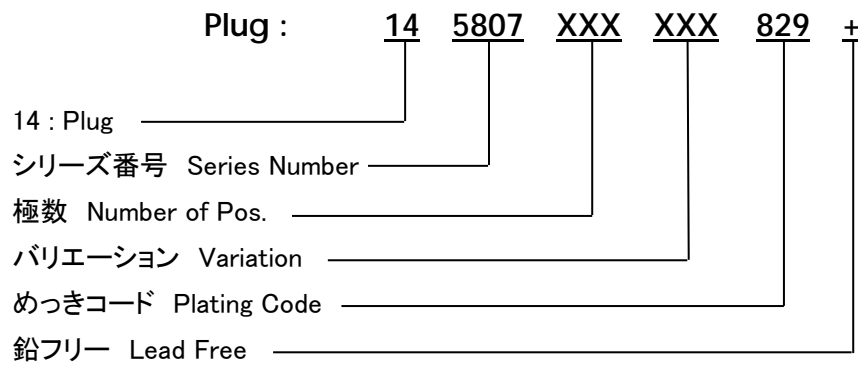 Plug : 14 5807 XXX XXX 829 +
14 : Plug
シリーズ番号 Series Number
極数 Number of Pos.
バリエーション Variation
めっきコード Plating Code
鉛フリー Lead Free